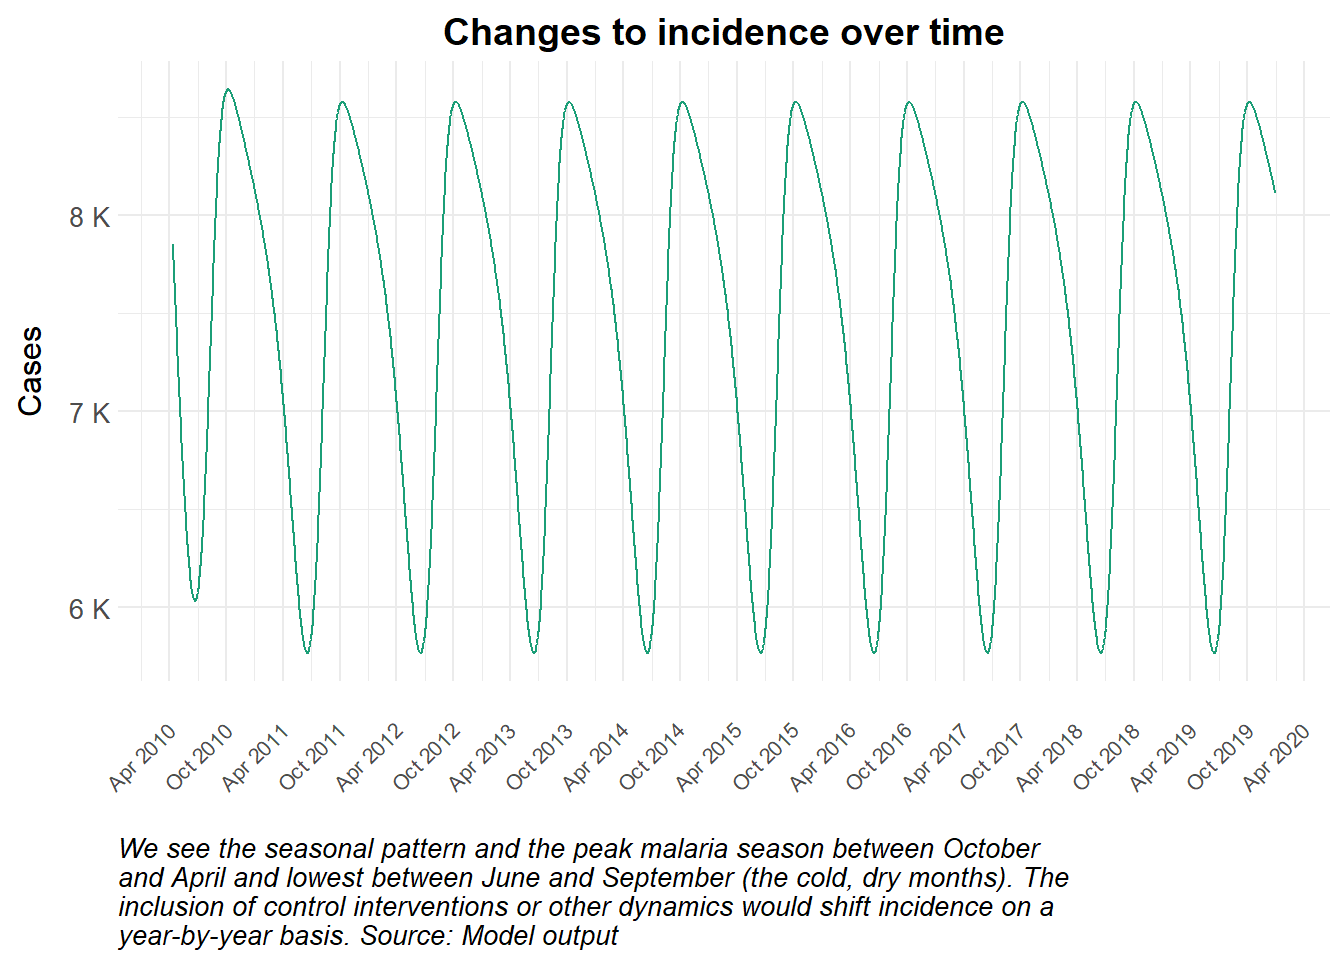 Changes to incidence over time
Cases
8 K
7 K
6 K
Apr 2010
Oct 2010
Apr 2011
Oct 2011
Apr 2012
Oct 2012
Apr 2013
Oct 2013
Apr 2014
Oct 2014
Apr 2015
Oct 2015
Apr 2016
Oct 2016
Apr 2017
Oct 2017
Apr 2018
Oct 2018
Apr 2019
Oct 2019
Apr 2020
We see the seasonal pattern and the peak malaria season between October
and April and lowest between June and September (the cold, dry months). The
inclusion of control interventions or other dynamics would shift incidence on a
year-by-year basis. Source: Model output